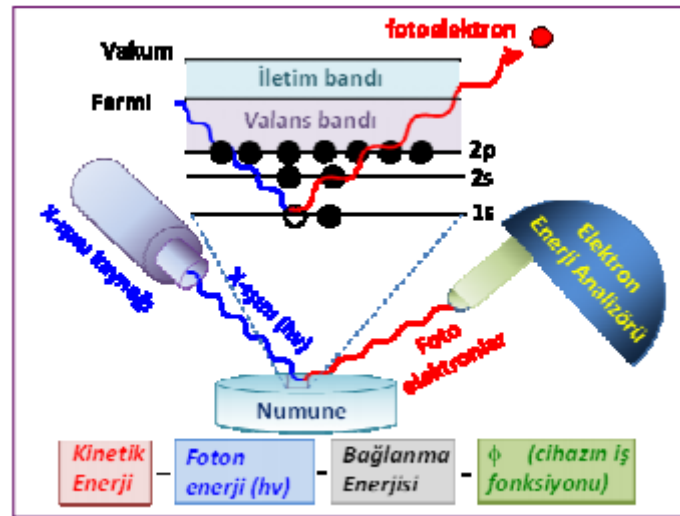 fotoelektron
Vakum
İletim bandı
Fermi
Valans bandı
2p
2s
1s
X-ışını kaynağı
X-ışını (hv)
Elektron
Enerji Analizörü
Foto
elektronlar
Numune
Kinetik
Enerji
–
Foton
enerji (hv)
-
Bağlanma
Enerjisi
-
ϕ (cihazın iş
fonksiyonu)